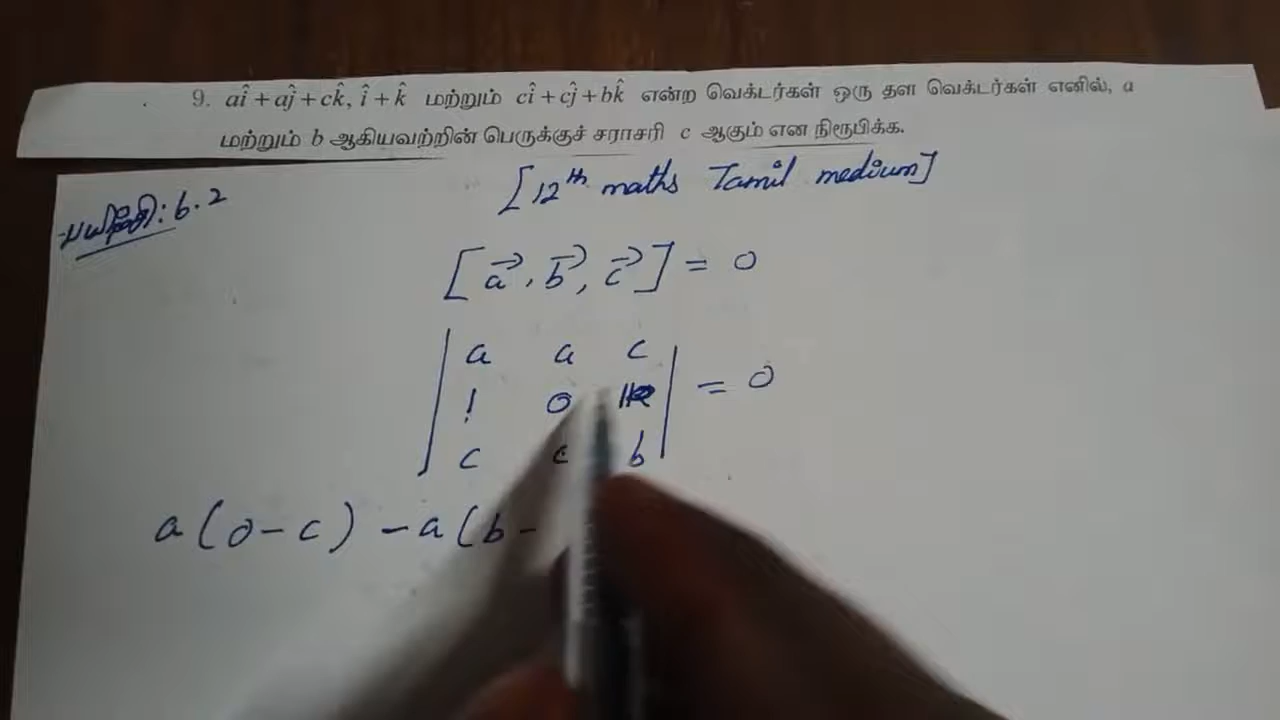 9. aî + aĵ + ck̂, î + k̂ மற்றும் cî + cĵ + bk̂ என்ற வெக்டர்கள் ஒரு தள வெக்டர்கள் எனில், a
மற்றும் b ஆகியவற்றின் பெருக்குச் சராசரி c ஆகும் என நிரூபிக்க.
[12th maths Tamil medium]
பயிற்சி: 6.2
[a⃗, b⃗, c⃗] = 0
a a c
1 0 = 0
c c b
a(0-c) -a(b-